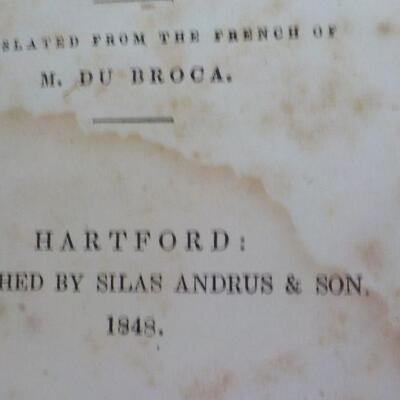 SLATED FROM THE FRENCH OF
M. DU BROCA.
HARTFORD:
HED BY SILAS ANDRUS & SON.
1848.